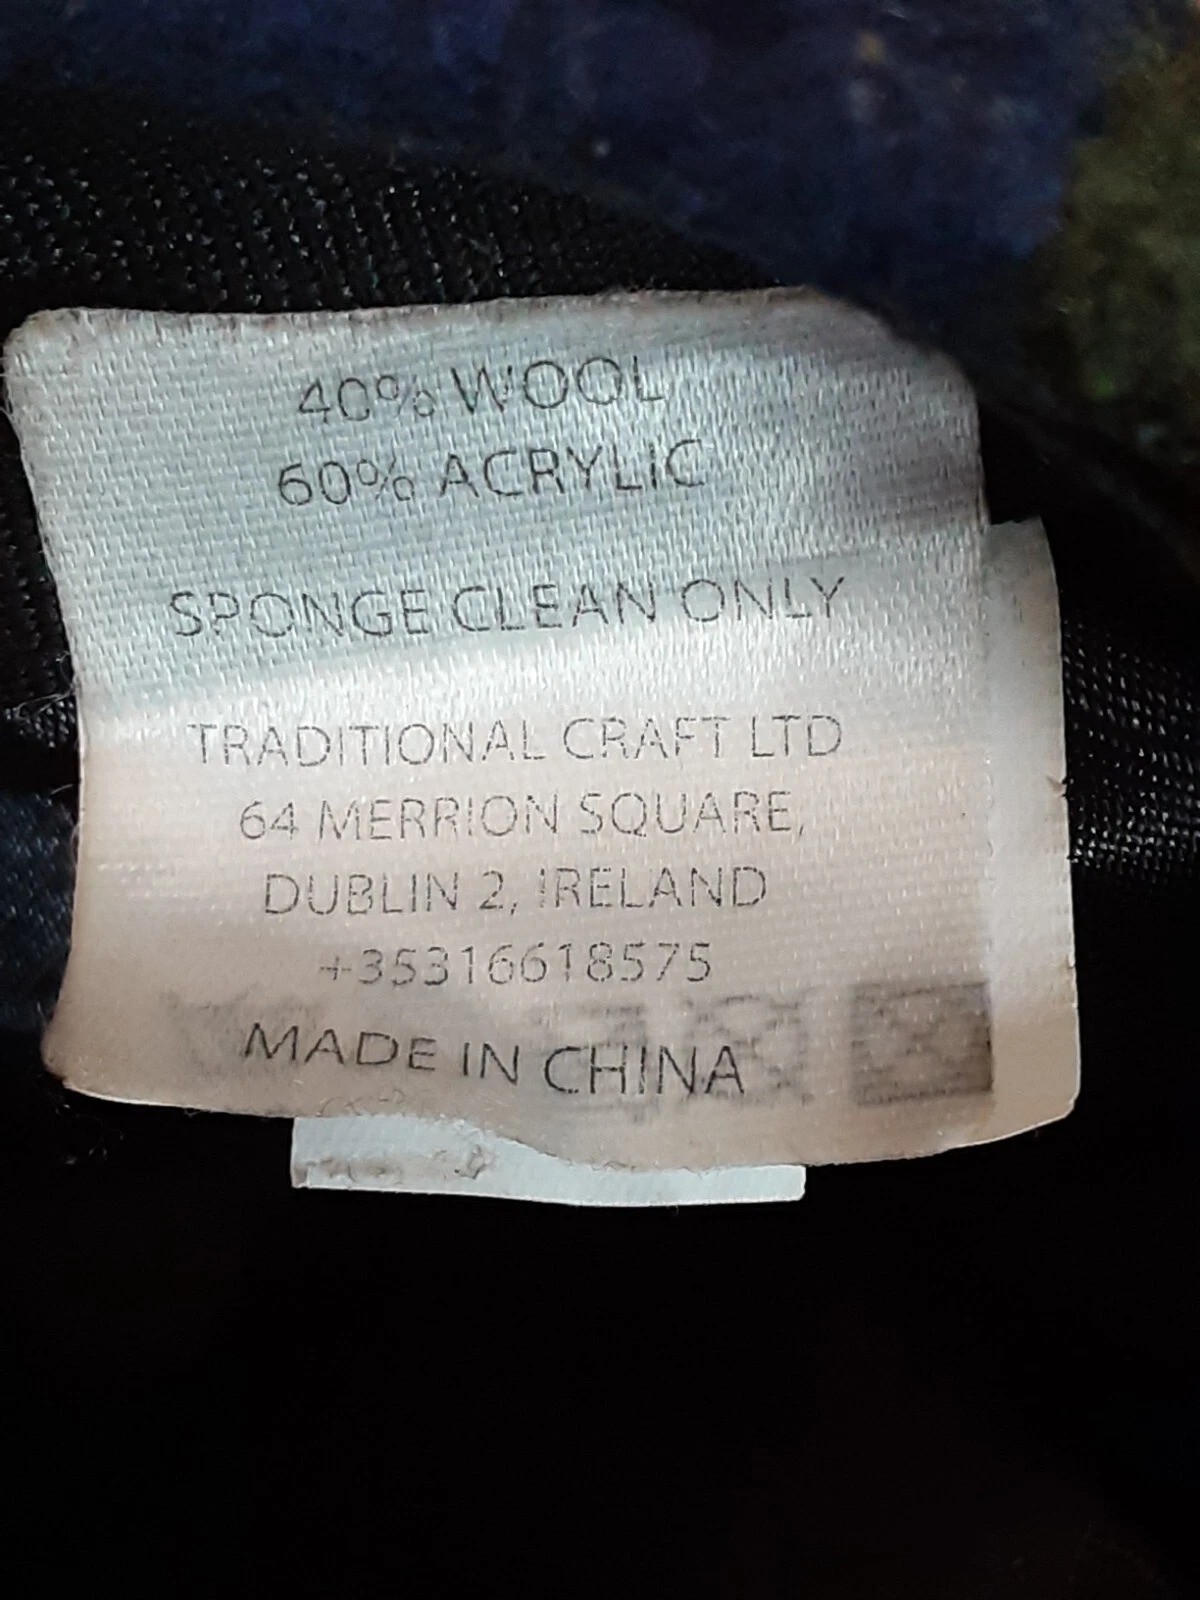 40% WOOL
60% ACRYLIC
SPONGE CLEAN ONLY
TRADITIONAL CRAFT LTD
64 MERRION SQUARE,
DUBLIN 2, IRELAND
+35316618575
MADE IN CHINA